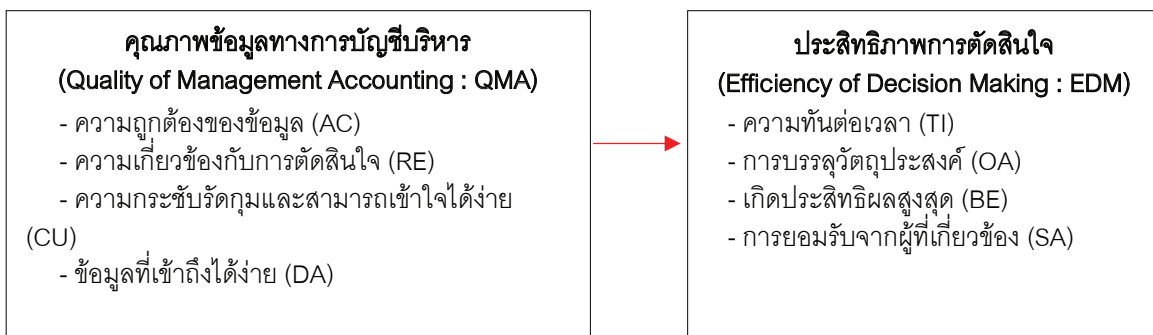 คุณภาพข้อมูลทางการบัญชีบริหาร
(Quality of Management Accounting : QMA)
- ความถูกต้องของข้อมูล (AC)
- ความเกี่ยวข้องกับการตัดสินใจ (RE)
- ความกระชับรัดกุมและสามารถเข้าใจได้ง่าย
(CU)
- ข้อมูลที่เข้าถึงได้ง่าย (DA)
ประสิทธิภาพการตัดสินใจ
(Efficiency of Decision Making : EDM)
- ความทันต่อเวลา (TI)
- การบรรลุวัตถุประสงค์ (OA)
- เกิดประสิทธิผลสูงสุด (BE)
- การยอมรับจากผู้ที่เกี่ยวข้อง (SA)